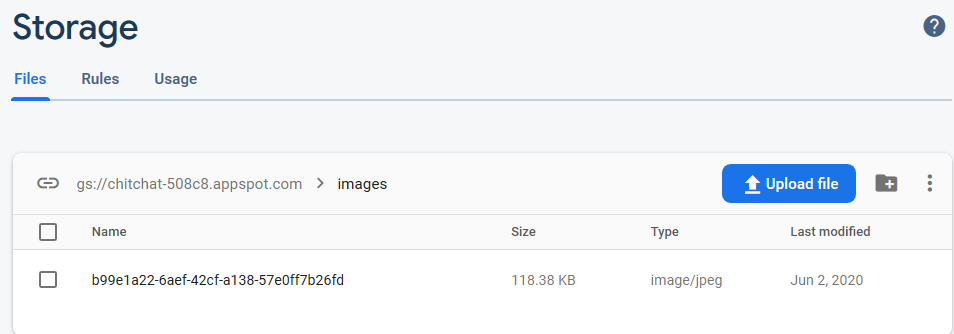 Storage
?
Files Rules Usage
gs://chitchat-508c8.appspot.com > images Upload file
Name Size Type Last modified
b99e1a22-6aef-42cf-a138-57e0ff7b26fd 118.38 KB image/jpeg Jun 2, 2020